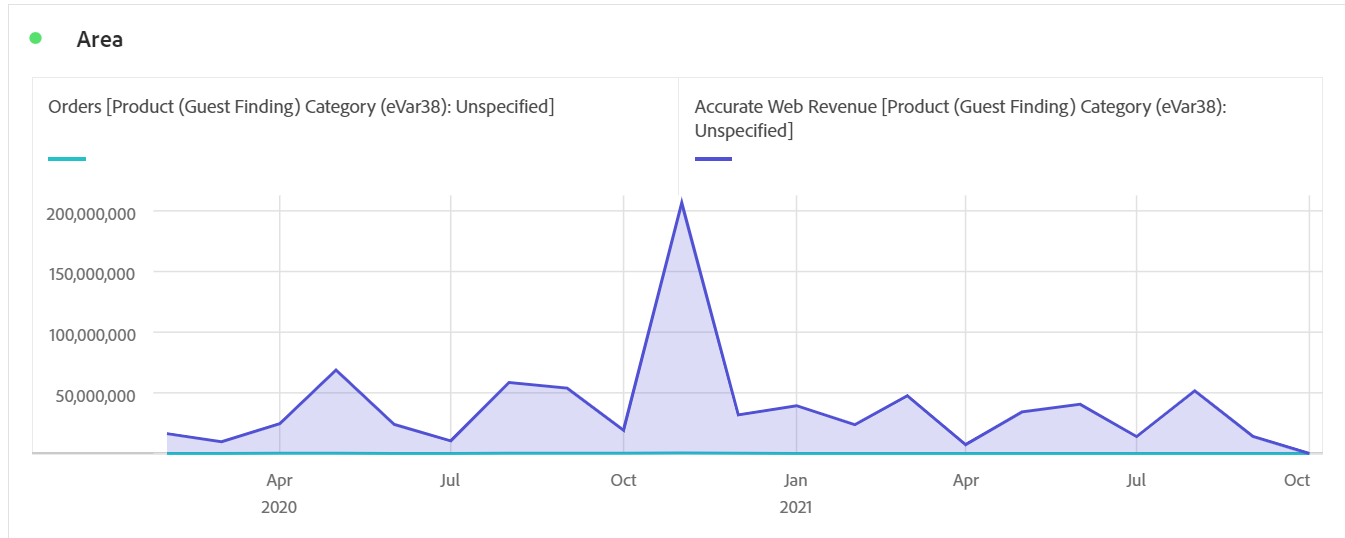 Area
Orders [Product (Guest Finding) Category (eVar38): Unspecified]
Accurate Web Revenue [Product (Guest Finding) Category (eVar38):
Unspecified]
200,000,000
150,000,000
100,000,000
50,000,000
Apr Jul Oct Jan Apr Jul Oct
2020 2021